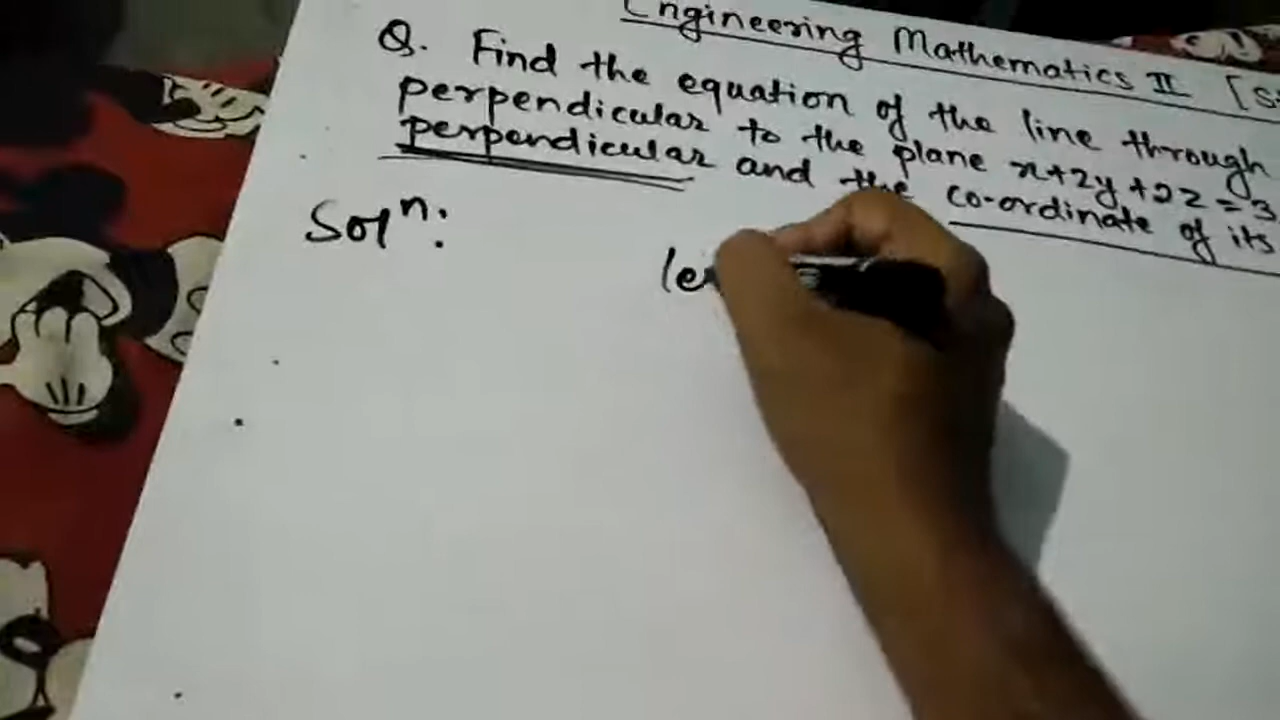 Engineering Mathematics II
Q. Find the equation of the line through
perpendicular to the plane x+2y+2z=3
perpendicular and the co-ordinate of its
Solⁿ: